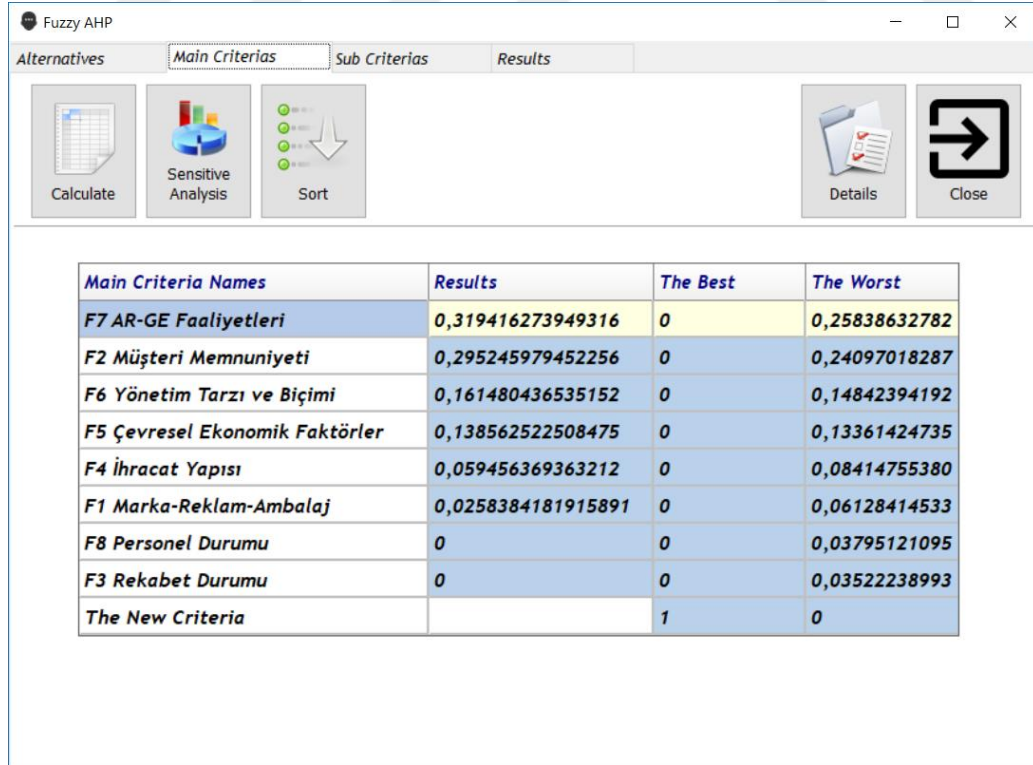 Fuzzy AHP
Alternatives Main Criterias Sub Criterias Results
Calculate
Sensitive
Analysis
Sort
Details
Close
Main Criteria Names Results The Best The Worst
F7 AR-GE Faaliyetleri 0,319416273949316 0 0,25838632782
F2 Müşteri Memnuniyeti 0,295245979452256 0 0,24097018287
F6 Yönetim Tarzı ve Biçimi 0,161480436535152 0 0,14842394192
F5 Çevresel Ekonomik Faktörler 0,138562522508475 0 0,13361424735
F4 İhracat Yapısı 0,059456369363212 0 0,08414755380
F1 Marka-Reklam-Ambalaj 0,0258384181915891 0 0,06128414533
F8 Personel Durumu 0 0 0,03795121095
F3 Rekabet Durumu 0 0 0,03522238993
The New Criteria 1 0